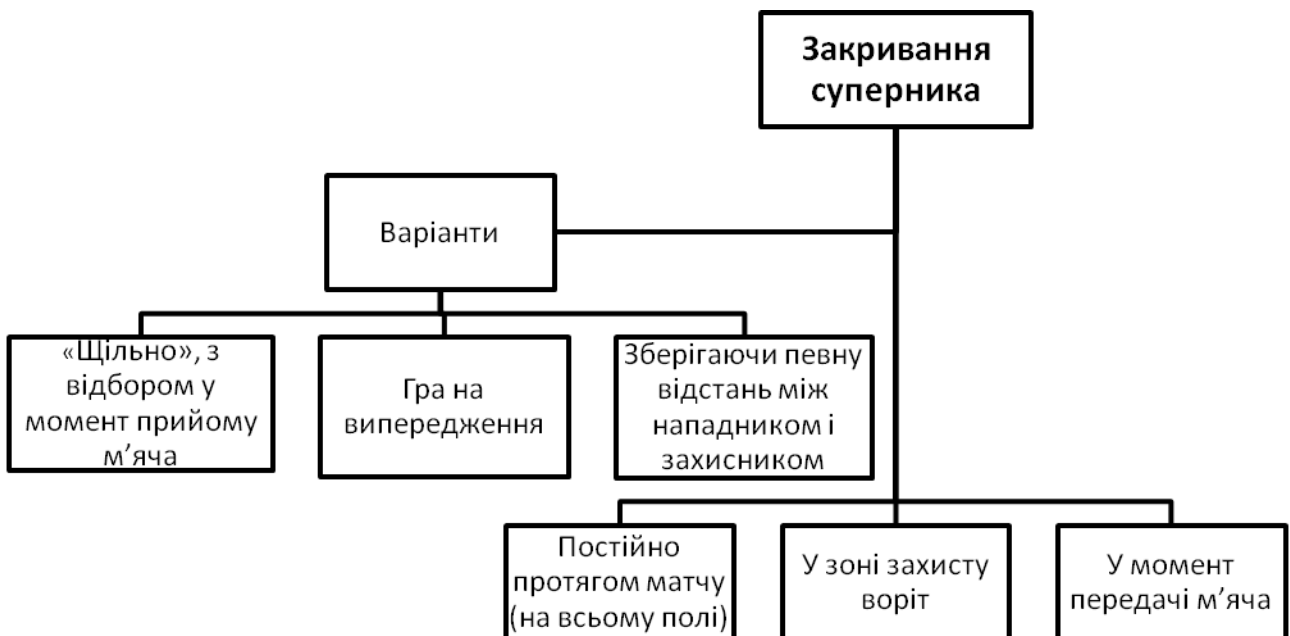 Закривання
суперника
Варіанти
«Щільно», з
відбором у
момент прийому
м’яча
Гра на
випередження
Зберігаючи певну
відстань між
нападником і
захисником
Постійно
протягом матчу
(на всьому полі)
У зоні захисту
воріт
У момент
передачі м’яча